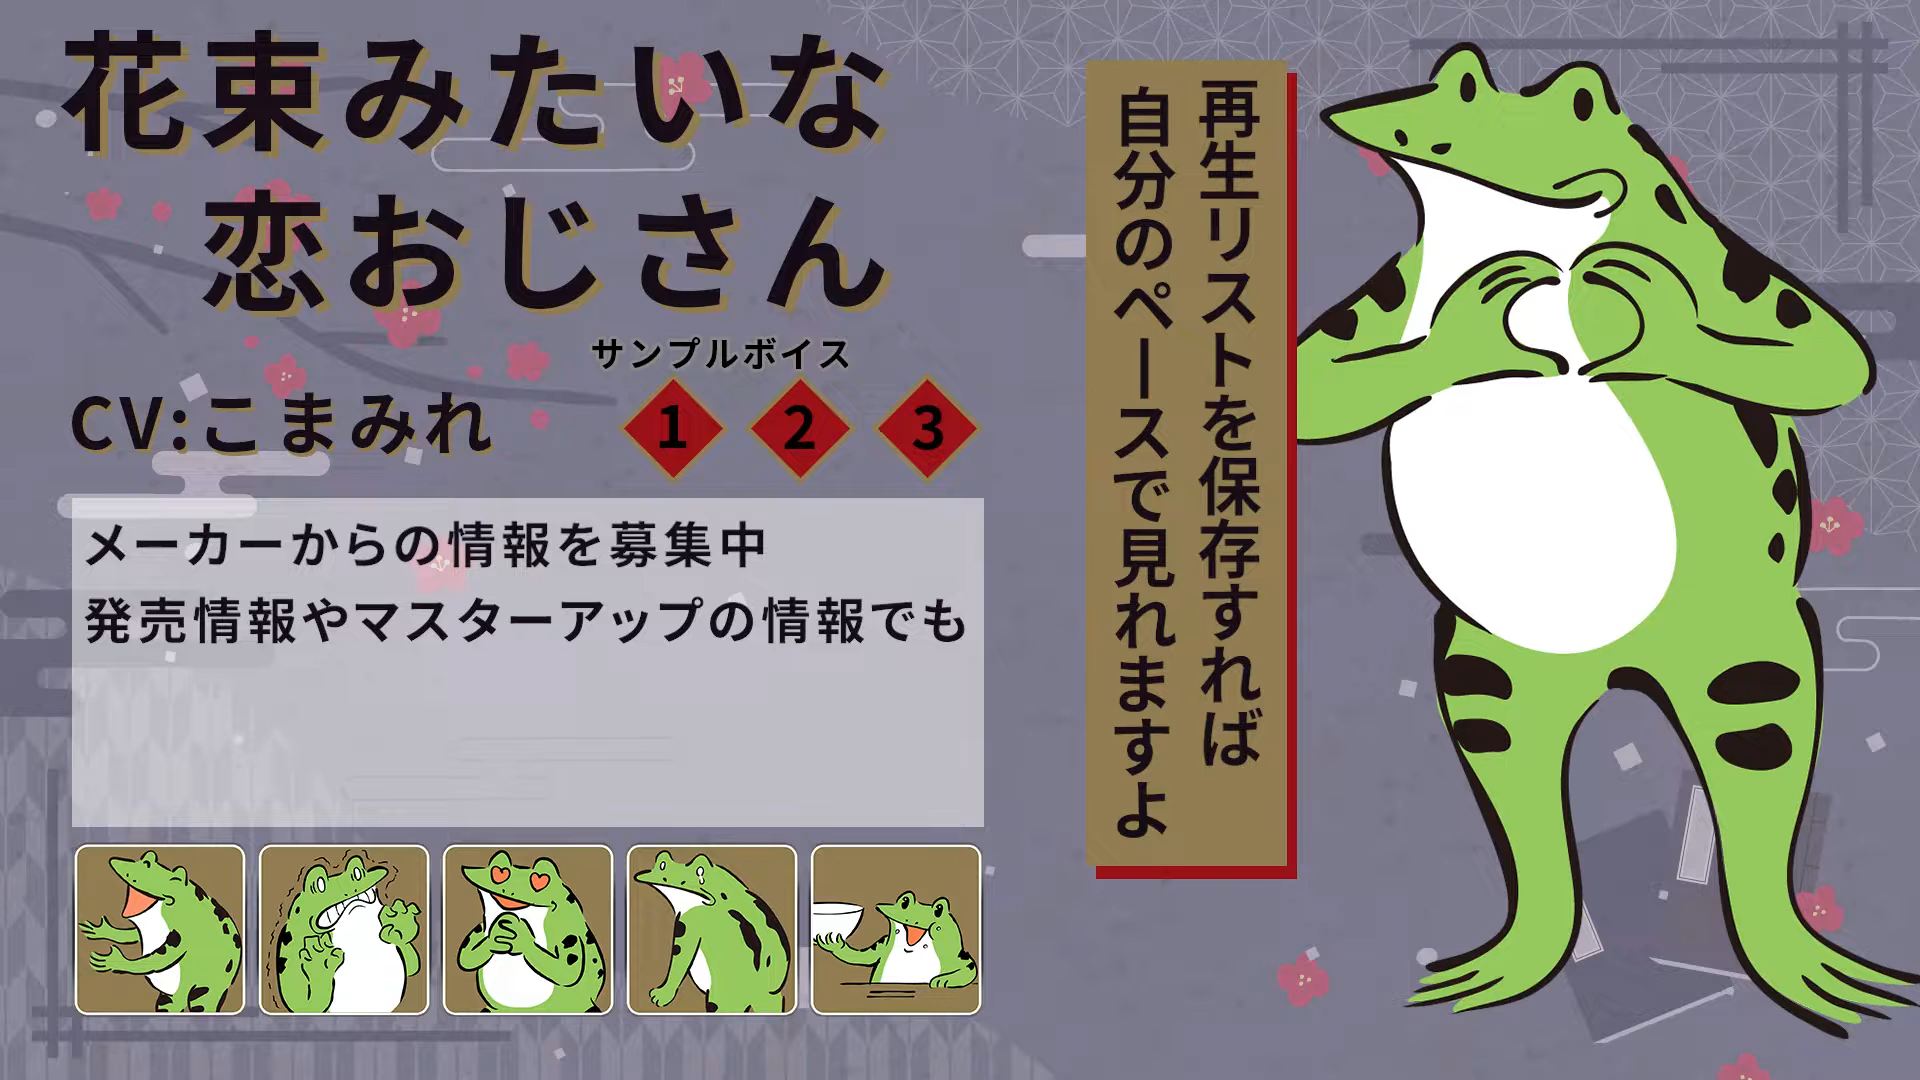 花束みたいな
恋おじさん
サンプルボイス
CV:こまみれ
1
2
3
メーカーからの情報を募集中
発売情報やマスターアップの情報でも
再生リストを保存すれば
自分のペースで見れますよ